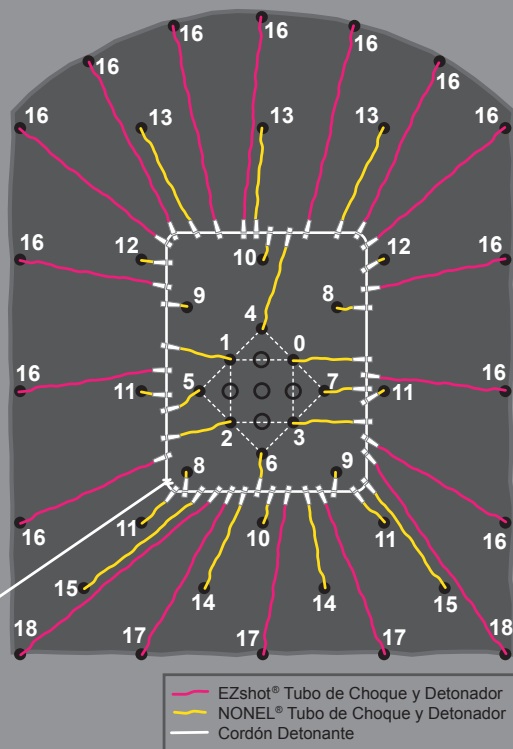 16
16 16
16 16
16 13 13 13 16
16 12 10 12 16
9 8
4
1 0
16 11 5 7 11 16
2 3
6
8 9
16 11 10 11 16
15 14 14 15
18 17 17 18
EZshot® Tubo de Choque y Detonador
NONEL® Tubo de Choque y Detonador
Cordón Detonante